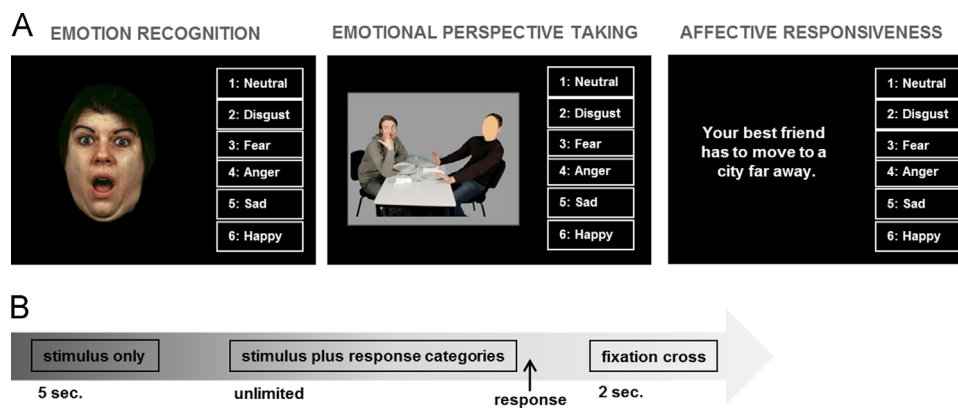 A
EMOTION RECOGNITION
1: Neutral
2: Disgust
3: Fear
4: Anger
5: Sad
6: Happy
EMOTIONAL PERSPECTIVE TAKING
1: Neutral
2: Disgust
3: Fear
4: Anger
5: Sad
6: Happy
AFFECTIVE RESPONSIVENESS
Your best friend
has to move to a
city far away.
1: Neutral
2: Disgust
3: Fear
4: Anger
5: Sad
6: Happy
B
stimulus only
stimulus plus response categories
fixation cross
5 sec.
unlimited
response
2 sec.